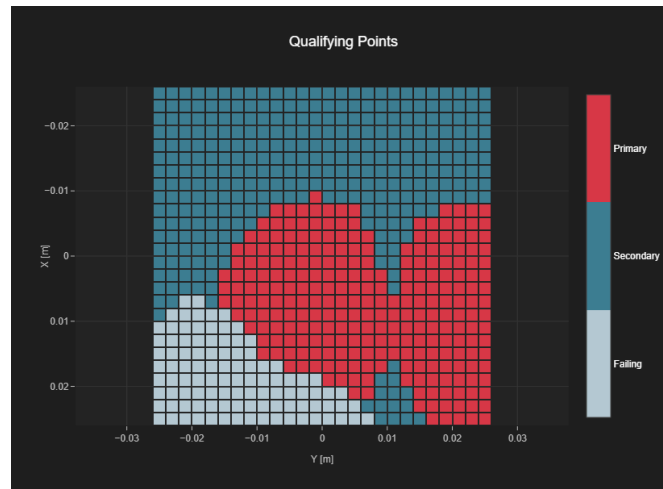 Qualifying Points
−0.02
−0.01
0
0.01
0.02
X [m]
−0.03
−0.02
−0.01
0
0.01
0.02
0.03
Y [m]
Primary
Secondary
Failing